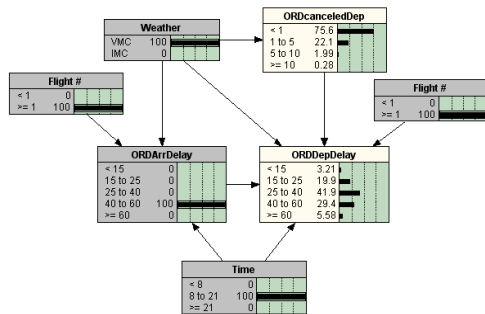 Weather
VMC 100
IMC 0
ORDcanceledDep
< 1 75.6
1 to 5 22.1
5 to 10 1.99
>= 10 0.28
Flight #
< 1 0
>= 1 100
Flight #
< 1 0
>= 1 100
ORDArrDelay
< 15 0
15 to 25 0
25 to 40 0
40 to 60 100
>= 60 0
ORDDepDelay
< 15 3.21
15 to 25 19.9
25 to 40 41.9
40 to 60 29.4
>= 60 5.58
Time
< 8 0
8 to 21 100
>= 21 0